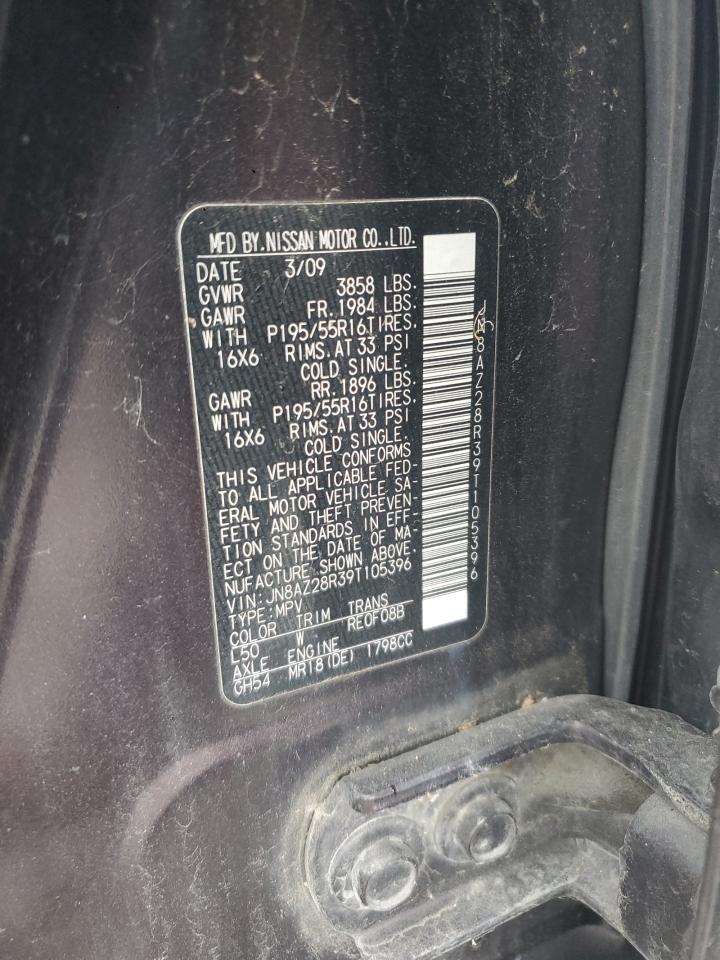 MFD BY.NISSAN MOTOR CO.,LTD.
DATE 3/09
GVWR 3858 LBS.
GAWR FR.1984 LBS.
WITH P195/55R16TIRES.
16X6 RIMS.AT 33 PSI
COLD SINGLE.
GAWR RR.1896 LBS.
WITH P195/55R16TIRES.
16X6 RIMS.AT 33 PSI
COLD SINGLE.
THIS VEHICLE CONFORMS
TO ALL APPLICABLE FED-
ERAL MOTOR VEHICLE SA-
FETY AND THEFT PREVEN-
TION STANDARDS IN EFF-
ECT ON THE DATE OF MA-
NUFACTURE SHOWN ABOVE.
VIN:JN8AZ28R39T105396
TYPE:MPV
COLOR TRIM TRANS
L50 W RE0F08B
AXLE ENGINE
GH54 MR18(DE) 1798CC
JN8AZ28R39T105396